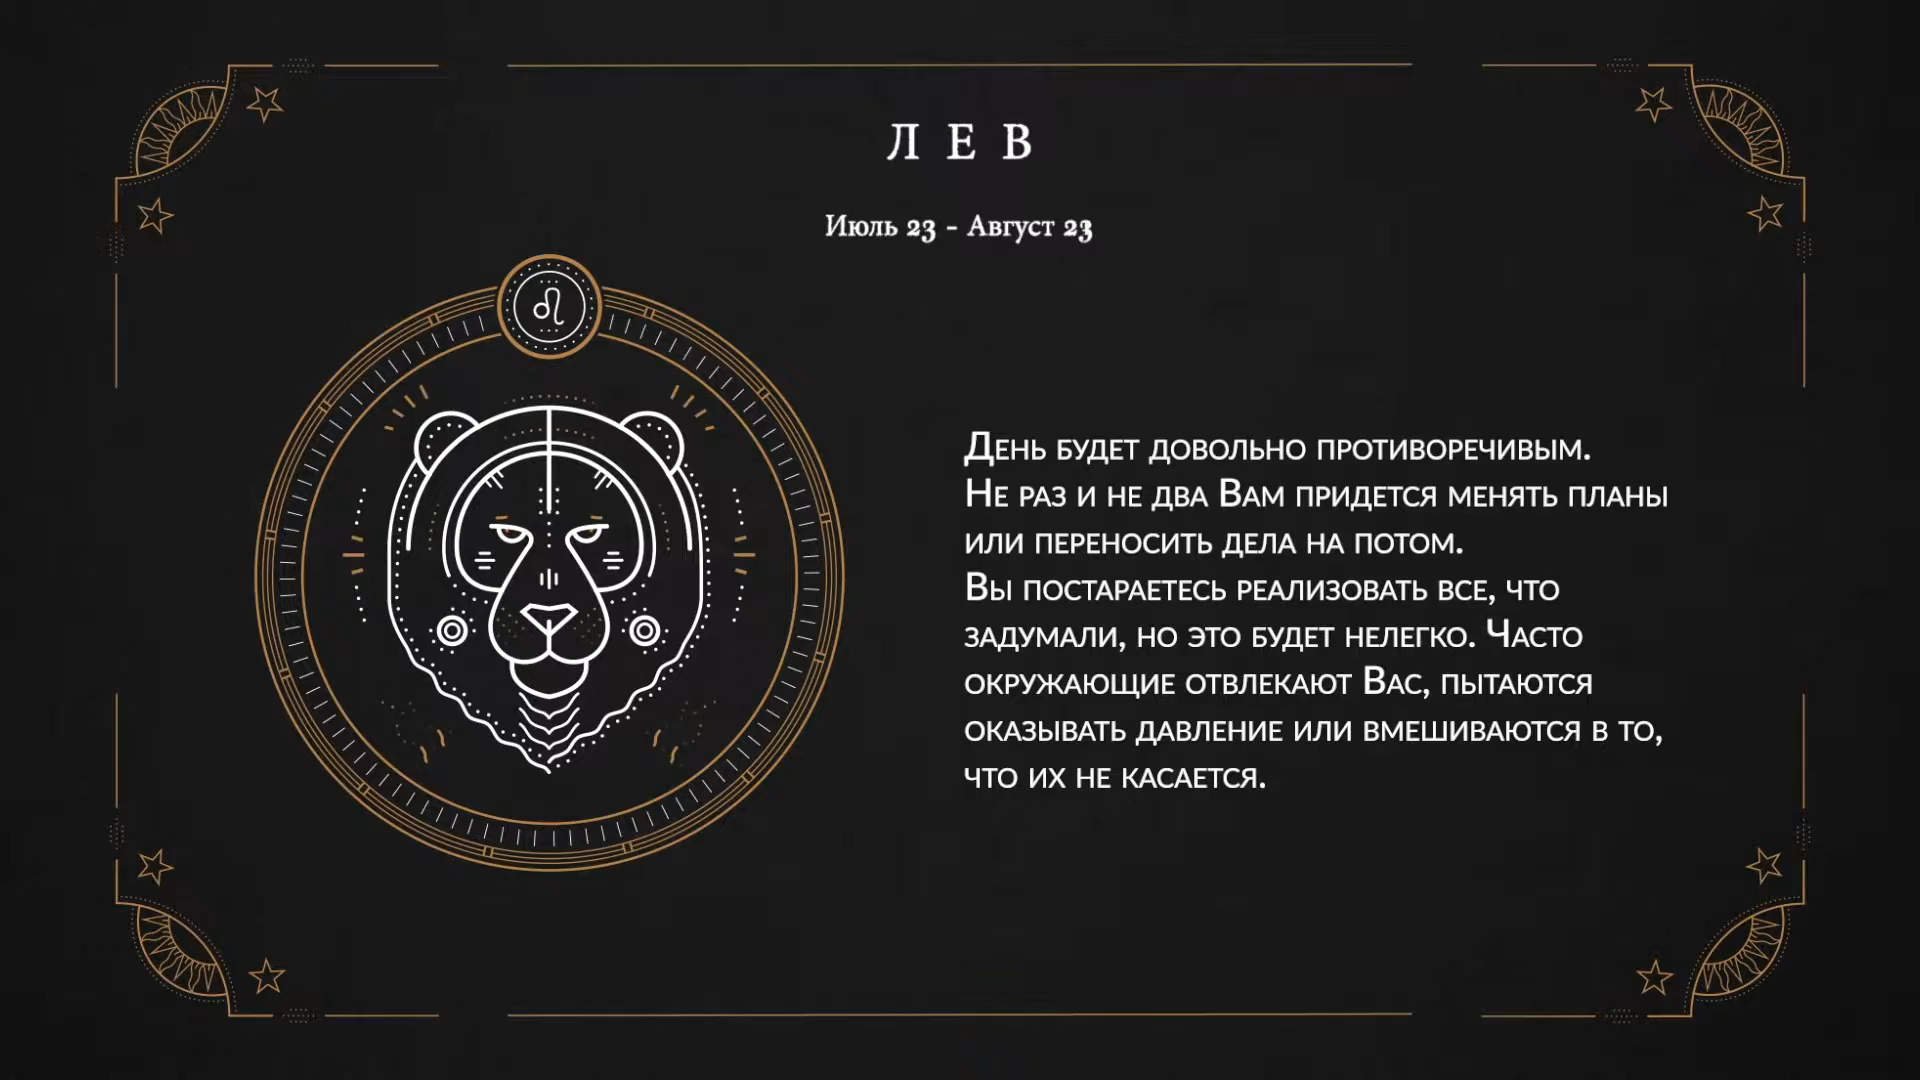 ЛЕВ
Июль 23 - Август 23
День будет довольно противоречивым.
Не раз и не два Вам придется менять планы
или переносить дела на потом.
Вы постараетесь реализовать все, что
задумали, но это будет нелегко. Часто
окружающие отвлекают Вас, пытаются
оказывать давление или вмешиваются в то,
что их не касается.